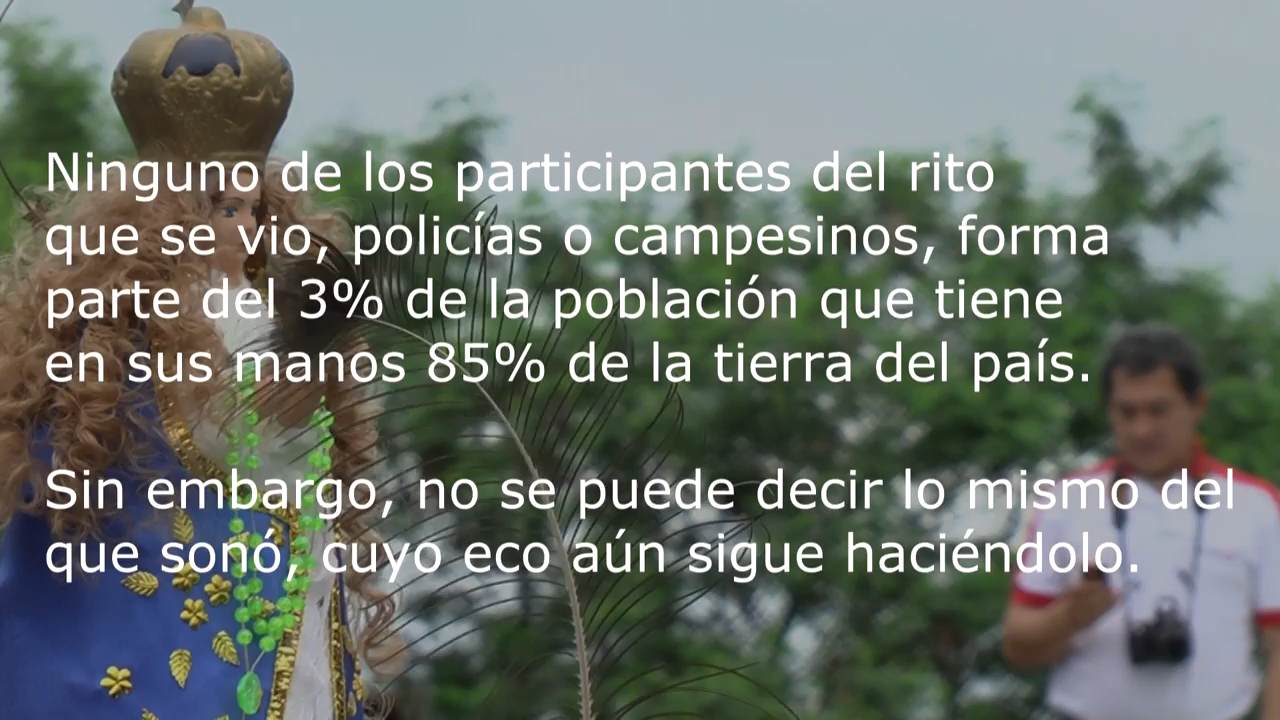 Ninguno de los participantes del rito
que se vio, policías o campesinos, forma
parte del 3% de la población que tiene
en sus manos 85% de la tierra del país.
Sin embargo, no se puede decir lo mismo del
que sonó, cuyo eco aún sigue haciéndolo.